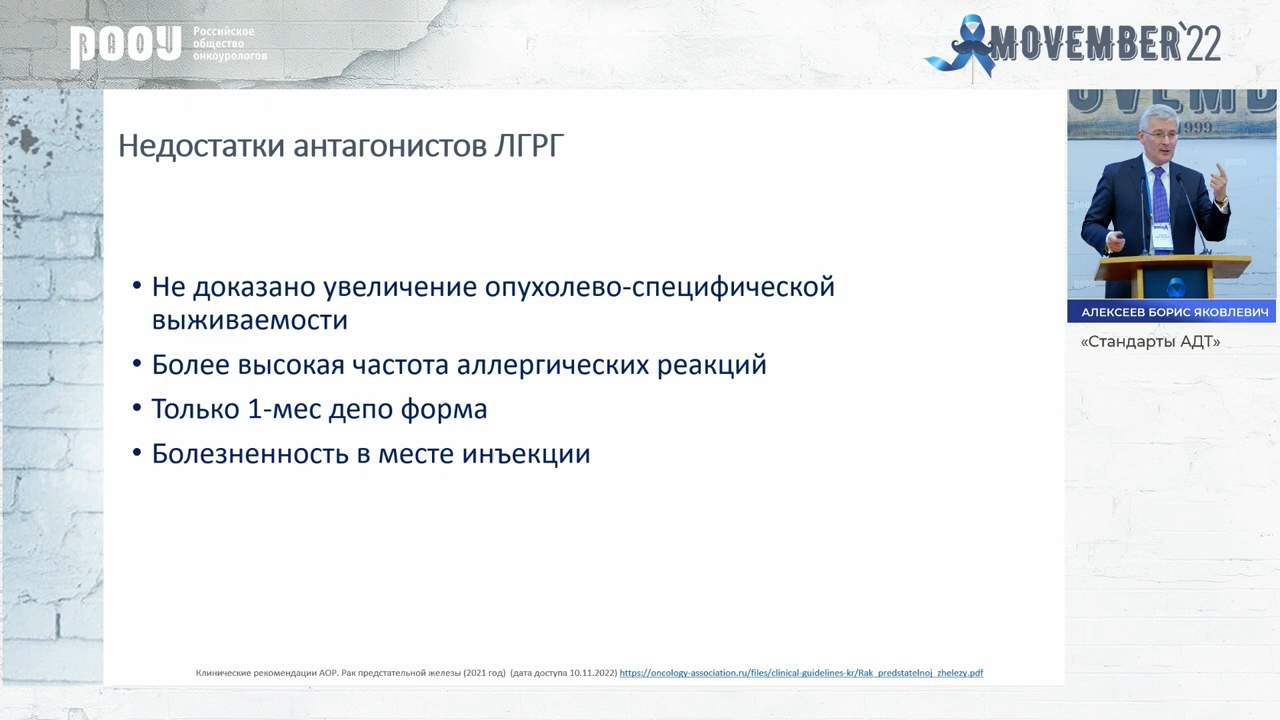 РООУ
Российское
общество
онкоурологов
MOVEMBER`22
Недостатки антагонистов ЛГРГ
• Не доказано увеличение опухолево-специфической
выживаемости
• Более высокая частота аллергических реакций
• Только 1-мес депо форма
• Болезненность в месте инъекции
Клинические рекомендации АОР. Рак предстательной железы (2021 год) (дата доступа 10.11.2022) https://oncology-association.ru/files/clinical-guidelines-kr/Rak_predstatelnoj_zhelezy.pdf
OVEMB
1999
АЛЕКСЕЕВ БОРИС ЯКОВЛЕВИЧ
«Стандарты АДТ»